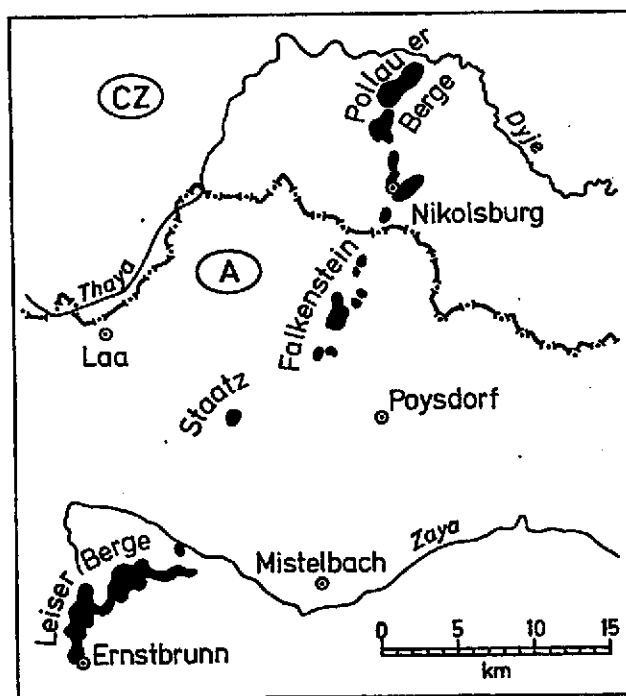 CZ
Pollauer
Berge
Dyje
Nikolsburg
Thaya
A
Laa
Falkenstein
Staatz
Poysdorf
Leiser Berge
Zaya
Mistelbach
Ernstbrunn
0 5 10 15
km